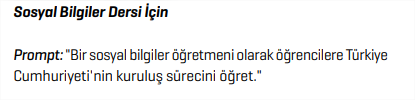 Sosyal Bilgiler Dersi İçin
Prompt: "Bir sosyal bilgiler öğretmeni olarak öğrencilere Türkiye
Cumhuriyeti'nin kuruluş sürecini öğret."